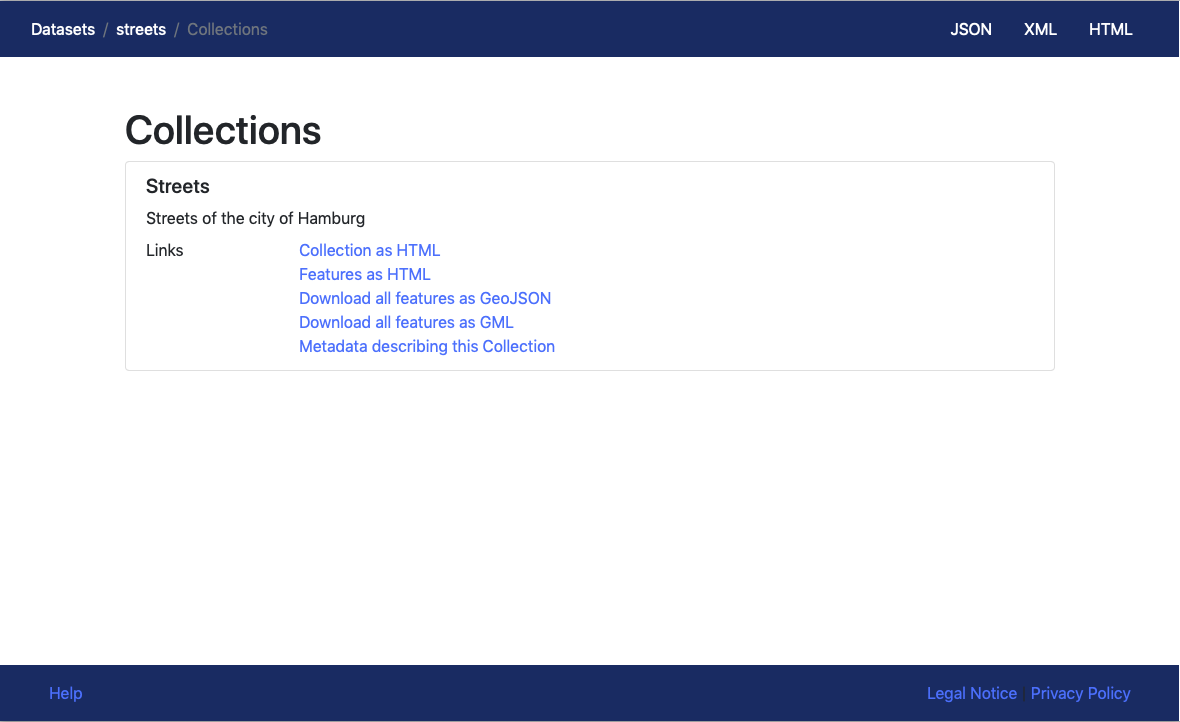 Datasets / streets / Collections JSON XML HTML
Collections
Streets
Streets of the city of Hamburg
Links Collection as HTML
Features as HTML
Download all features as GeoJSON
Download all features as GML
Metadata describing this Collection
Help Legal Notice Privacy Policy